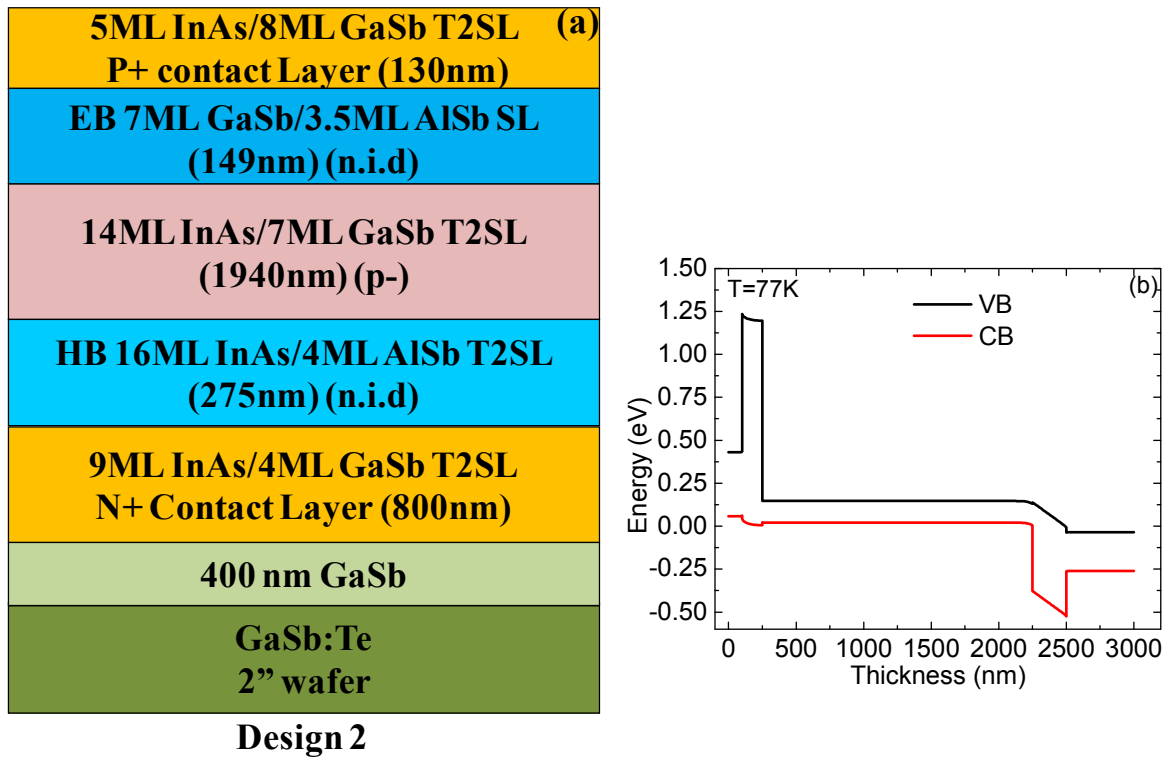 5ML InAs/8ML GaSb T2SL (a)
P+ contact Layer (130nm)
EB 7ML GaSb/3.5ML AlSb SL
(149nm) (n.i.d)
14ML InAs/7ML GaSb T2SL
(1940nm) (p-)
HB 16ML InAs/4ML AlSb T2SL
(275nm) (n.i.d)
9ML InAs/4ML GaSb T2SL
N+ Contact Layer (800nm)
400 nm GaSb
GaSb:Te
2” wafer
Design 2
T=77K
(b)
VB
CB
Energy (eV)
1.50
1.25
1.00
0.75
0.50
0.25
0.00
-0.25
-0.50
0 500 1000 1500 2000 2500 3000
Thickness (nm)